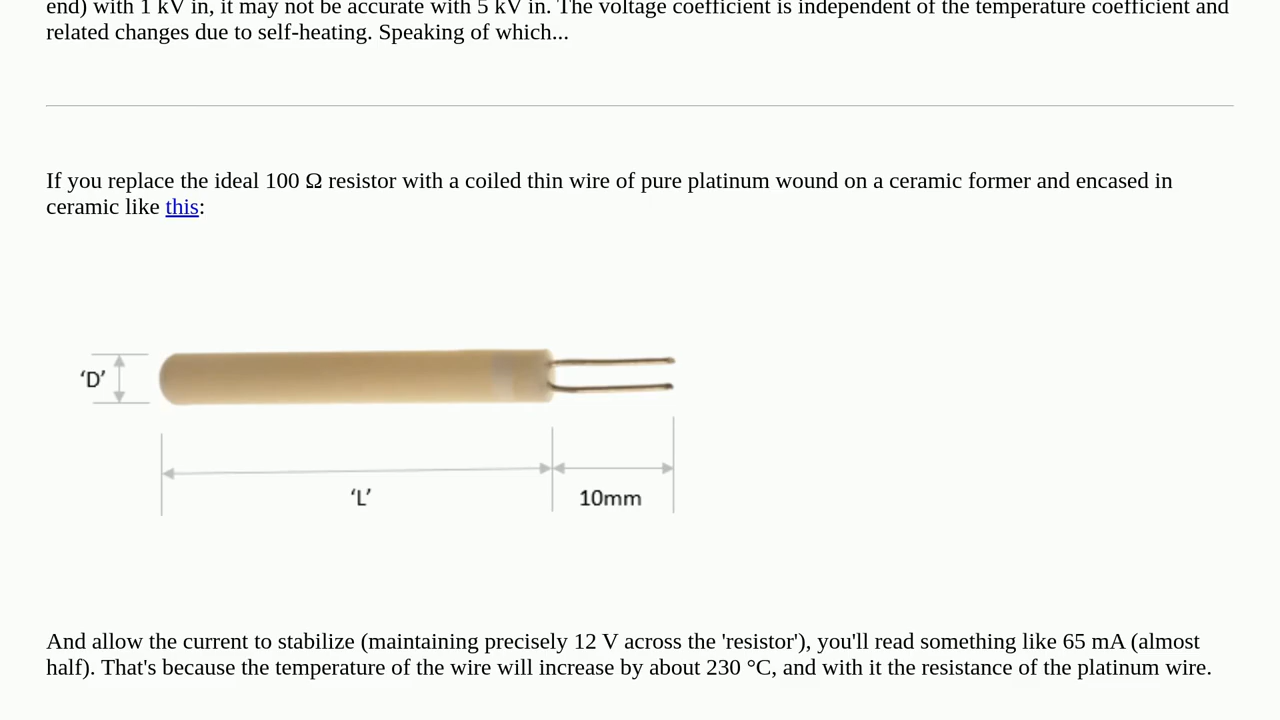 end) with 1 kV in, it may not be accurate with 5 kV in. The voltage coefficient is independent of the temperature coefficient and
related changes due to self-heating. Speaking of which...
If you replace the ideal 100 Ω resistor with a coiled thin wire of pure platinum wound on a ceramic former and encased in
ceramic like this:
‘D’
‘L’
10mm
And allow the current to stabilize (maintaining precisely 12 V across the 'resistor'), you'll read something like 65 mA (almost
half). That's because the temperature of the wire will increase by about 230 °C, and with it the resistance of the platinum wire.